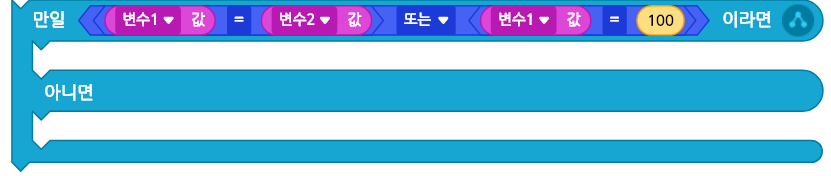 만일 변수1 값 = 변수2 값 또는 변수1 값 = 100 이라면
아니면